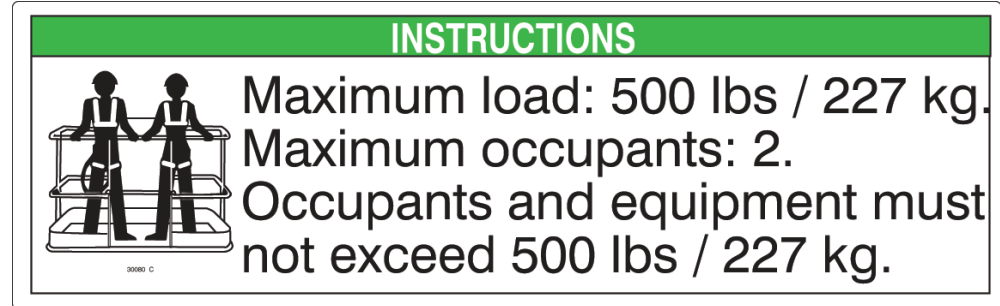 INSTRUCTIONS
Maximum load: 500 lbs / 227 kg.
Maximum occupants: 2.
Occupants and equipment must
not exceed 500 lbs / 227 kg.
30080 C